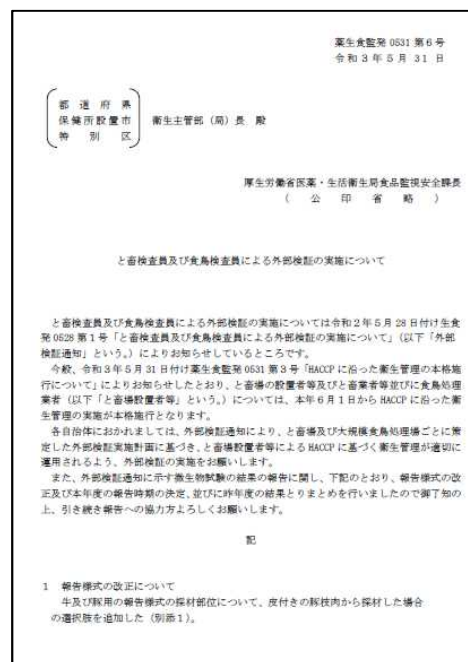 薬生食監発0531第6号
令和3年5月31日
都道府県
保健所設置市 衛生主管部(局)長 殿
特別区
厚生労働省医薬・生活衛生局食品監視安全課長
(公印省略)
と畜検査員及び食鳥検査員による外部検証の実施について
と畜検査員及び食鳥検査員による外部検証の実施については令和2年5月28日付け生食
発0528第1号「と畜検査員及び食鳥検査員による外部検証の実施について」(以下「外部
検証通知」という。)によりお知らせしているところです。
今般、令和3年5月31日付け薬生食監発0531第3号「HACCPに沿った衛生管理の本格施
行について」によりお知らせしたとおり、と畜場の設置者等及びと畜業者等並びに食鳥処理
業者(以下「と畜場設置者等」という。)については、本年6月1日からHACCPに沿った衛
生管理の実施が本格施行となります。
各自治体におかれましては、外部検証通知により、と畜場及び大規模食鳥処理場ごとに策
定した外部検証実施計画に基づき、と畜場設置者等によるHACCPに基づく衛生管理が適切に
運用されるよう、外部検証の実施をお願いします。
また、外部検証通知に示す微生物試験の結果の報告に関し、下記のとおり、報告様式の改
正及び本年度の報告時期の決定、並びに昨年度の結果とりまとめを行いましたので御了知の
上、引き続き報告への協力方よろしくお願いします。
記
1 報告様式の改正について
牛及び豚用の報告様式の採材部位について、皮付きの豚枝肉から採材した場合
の選択肢を追加した(別添1)。